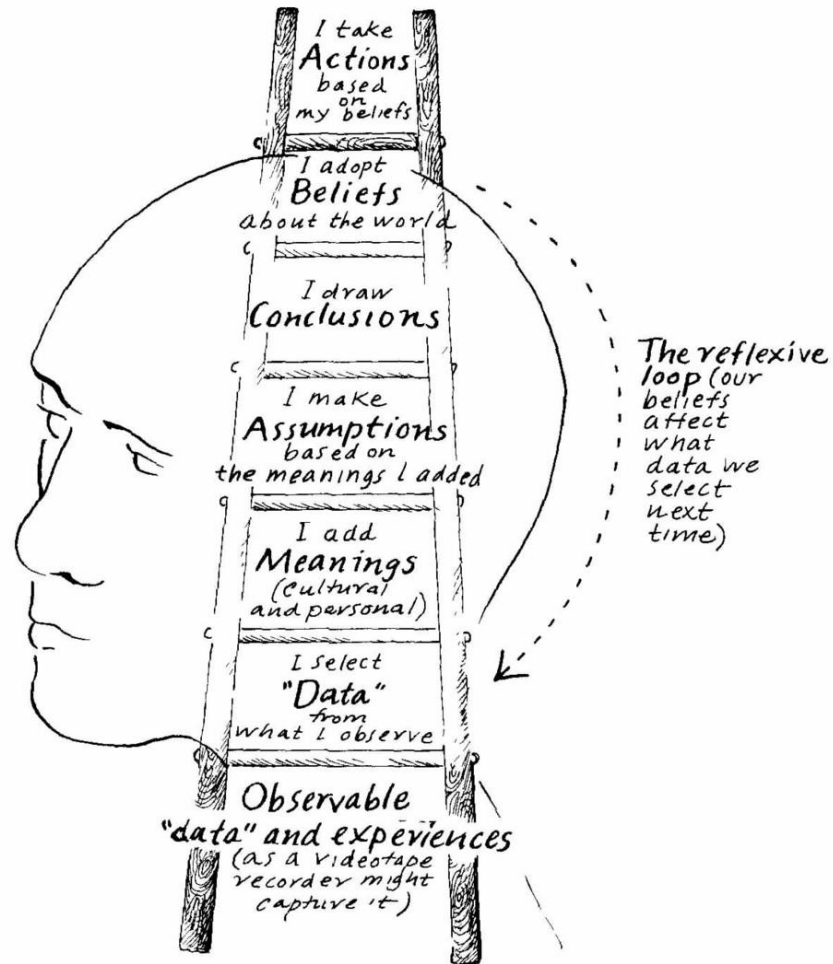 I take
Actions
based
on
my beliefs
I adopt
Beliefs
about the world
I draw
Conclusions
I make
Assumptions
based on
the meanings I added
I add
Meanings
(cultural
and personal)
I select
"Data"
from
what I observe
Observable
"data" and experiences
(as a videotape
recorder might
capture it)
The reflexive
loop (our
beliefs
affect
what
data we
select
next
time)